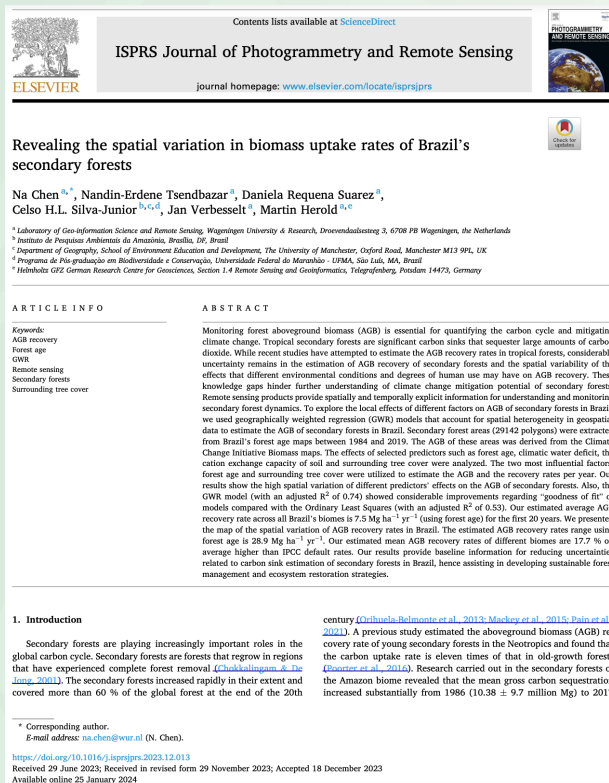 Contents lists available at ScienceDirect
ISPRS Journal of Photogrammetry and Remote Sensing
journal homepage: www.elsevier.com/locate/isprsjprs
ELSEVIER
PHOTOGRAMMETRY
AND REMOTE SENSING
Check for
updates
Revealing the spatial variation in biomass uptake rates of Brazil's
secondary forests
Na Chen a,*, Nandin-Erdene Tsendbazar a, Daniela Requena Suarez a,
Celso H.L. Silva-Junior b,c,d, Jan Verbesselt a, Martin Herold a,e
a Laboratory of Geo-information Science and Remote Sensing, Wageningen University & Research, Droevendaalsesteeg 3, 6708 PB Wageningen, the Netherlands
b Instituto de Pesquisas Ambientais da Amazônia, Brasília, DF, Brazil
c Department of Geography, School of Environment Education and Development, The University of Manchester, Oxford Road, Manchester M13 9PL, UK
d Programa de Pós-graduação em Biodiversidade e Conservação, Universidade Federal do Maranhão - UFMA, São Luís, MA, Brazil
e Helmholtz GFZ German Research Centre for Geosciences, Section 1.4 Remote Sensing and Geoinformatics, Telegrafenberg, Potsdam 14473, Germany
ARTICLE INFO
Keywords:
AGB recovery
Forest age
GWR
Remote sensing
Secondary forests
Surrounding tree cover
ABSTRACT
Monitoring forest aboveground biomass (AGB) is essential for quantifying the carbon cycle and mitigatin
climate change. Tropical secondary forests are significant carbon sinks that sequester large amounts of carbo
dioxide. While recent studies have attempted to estimate the AGB recovery rates in tropical forests, considerabl
uncertainty remains in the estimation of AGB recovery of secondary forests and the spatial variability of th
effects that different environmental conditions and degrees of human use may have on AGB recovery. Thes
knowledge gaps hinder further understanding of climate change mitigation potential of secondary forest
Remote sensing products provide spatially and temporally explicit information for understanding and monitorin
secondary forest dynamics. To explore the local effects of different factors on AGB of secondary forests in Brazi
we used geographically weighted regression (GWR) models that account for spatial heterogeneity in geospatia
data to estimate the AGB of secondary forests in Brazil. Secondary forest areas (29142 polygons) were extracte
from Brazil's forest age maps between 1984 and 2019. The AGB of these areas was derived from the Climat
Change Initiative Biomass maps. The effects of selected predictors such as forest age, climatic water deficit, th
cation exchange capacity of soil and surrounding tree cover were analyzed. The two most influential factor
forest age and surrounding tree cover were utilized to estimate the AGB and the recovery rates per year. Ou
results show the high spatial variation of different predictors' effects on the AGB of secondary forests. Also, th
GWR model (with an adjusted R2 of 0.74) showed considerable improvements regarding "goodness of fit" o
models compared with the Ordinary Least Squares (with an adjusted R2 of 0.53). Our estimated average AG
recovery rate across all Brazil's biomes is 7.5 Mg ha−1 yr−1 (using forest age) for the first 20 years. We presente
the map of the spatial variation of AGB recovery rates in Brazil. The estimated AGB recovery rates range usin
forest age is 28.9 Mg ha−1 yr−1. Our estimated mean AGB recovery rates of different biomes are 17.7 % o
average higher than IPCC default rates. Our results provide baseline information for reducing uncertaintie
related to carbon sink estimation of secondary forests in Brazil, hence assisting in developing sustainable fores
management and ecosystem restoration strategies.
1. Introduction
Secondary forests are playing increasingly important roles in the
global carbon cycle. Secondary forests are forests that regrow in regions
that have experienced complete forest removal (Chokkalingam & De
Jong, 2001). The secondary forests increased rapidly in their extent and
covered more than 60 % of the global forest at the end of the 20th
century (Orihuela-Belmonte et al., 2013; Mackey et al., 2015; Pain et al.
2021). A previous study estimated the aboveground biomass (AGB) re
covery rate of young secondary forests in the Neotropics and found tha
the carbon uptake rate is eleven times of that in old-growth forest
(Poorter et al., 2016). Research carried out in the secondary forests o
the Amazon biome revealed that the mean gross carbon sequestratio
increased substantially from 1986 (10.38 ± 9.7 million Mg) to 201
* Corresponding author.
E-mail address: na.chen@wur.nl (N. Chen).
https://doi.org/10.1016/j.isprsjprs.2023.12.013
Received 29 June 2023; Received in revised form 29 November 2023; Accepted 18 December 2023
Available online 25 January 2024